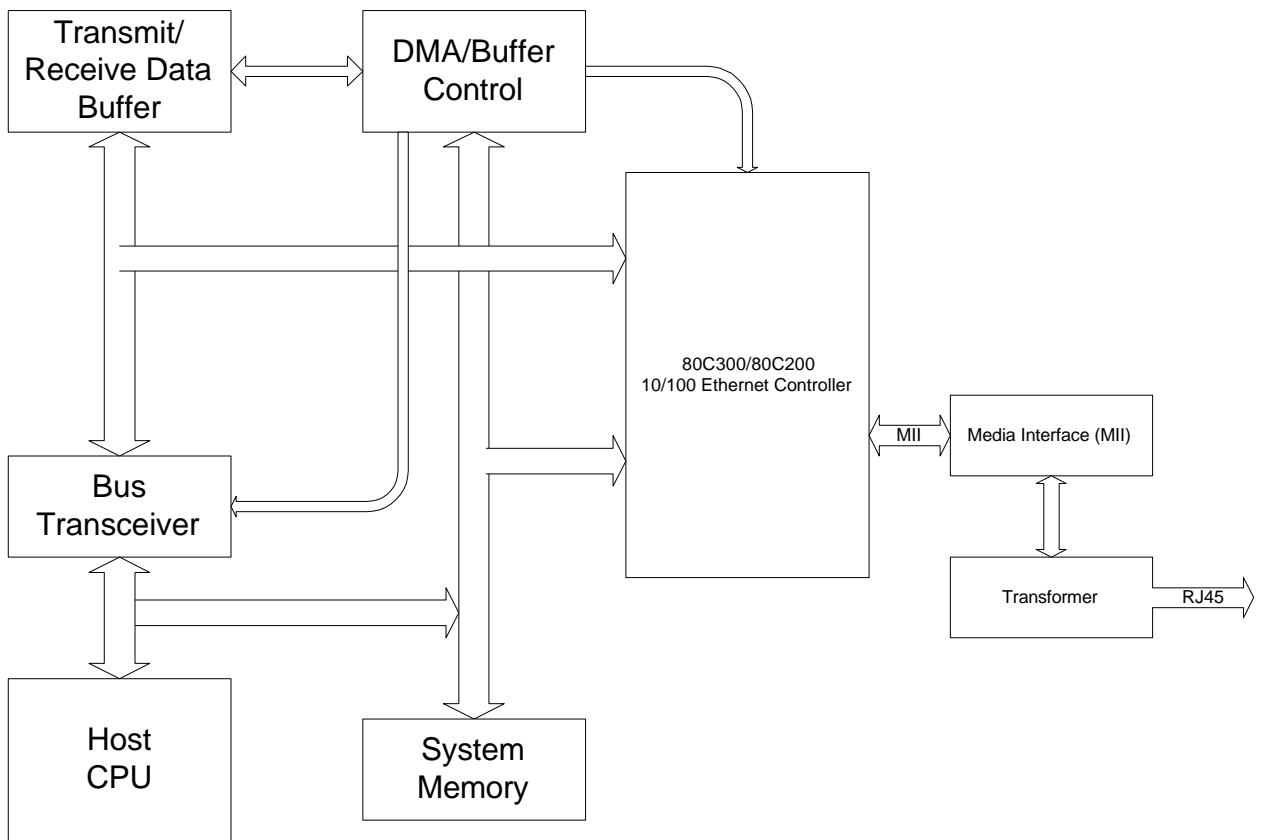 Transmit/
Receive Data
Buffer
DMA/Buffer
Control
80C300/80C200
10/100 Ethernet Controller
MII
Media Interface (MII)
Bus
Transceiver
Transformer
RJ45
Host
CPU
System
Memory